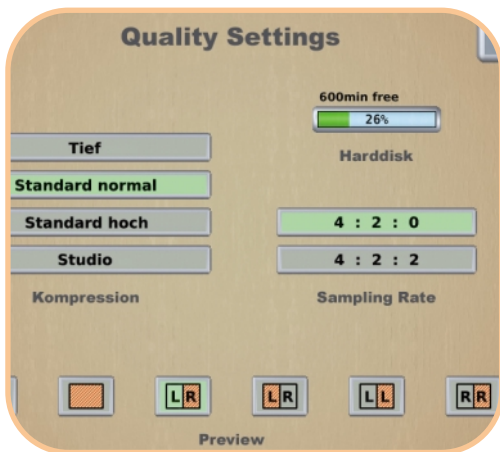 Quality Settings
600min free
26%
Harddisk
Tief
Standard normal
Standard hoch
Studio
Kompression
4 : 2 : 0
4 : 2 : 2
Sampling Rate
L R
L R
L L
R R
Preview